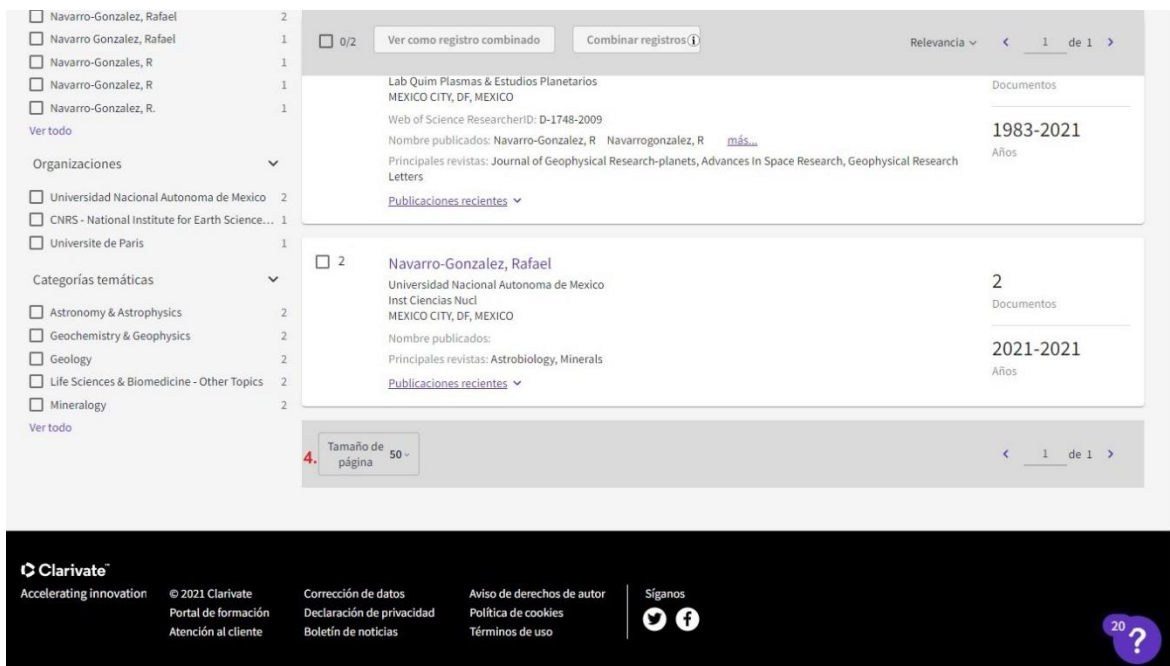 Navarro-Gonzalez, Rafael 2
Navarro Gonzalez, Rafael 1
Navarro-Gonzales, R 1
Navarro-Gonzalez, R 1
Navarro-Gonzalez, R. 1
Ver todo
Organizaciones
Universidad Nacional Autonoma de Mexico 2
CNRS - National Institute for Earth Science... 1
Universite de Paris 1
Categorías temáticas
Astronomy & Astrophysics 2
Geochemistry & Geophysics 2
Geology 2
Life Sciences & Biomedicine - Other Topics 2
Mineralogy 2
Ver todo
0/2 Ver como registro combinado Combinar registros Relevancia 1 de 1
Lab Quim Plasmas & Estudios Planetarios
MEXICO CITY, DF, MEXICO
Web of Science ResearcherID: D-1748-2009
Nombre publicados: Navarro-Gonzalez, R Navarrogonzalez, R más...
Principales revistas: Journal of Geophysical Research-planets, Advances In Space Research, Geophysical Research
Letters
Publicaciones recientes
Documentos
1983-2021
Años
2 Navarro-Gonzalez, Rafael
Universidad Nacional Autonoma de Mexico
Inst Ciencias Nucl
MEXICO CITY, DF, MEXICO
Nombre publicados:
Principales revistas: Astrobiology, Minerals
Publicaciones recientes
2
Documentos
2021-2021
Años
4. Tamaño de
página 50
1 de 1
Clarivate™
Accelerating innovation
© 2021 Clarivate
Portal de formación
Atención al cliente
Corrección de datos
Declaración de privacidad
Boletín de noticias
Aviso de derechos de autor
Política de cookies
Términos de uso
Síganos
20
?